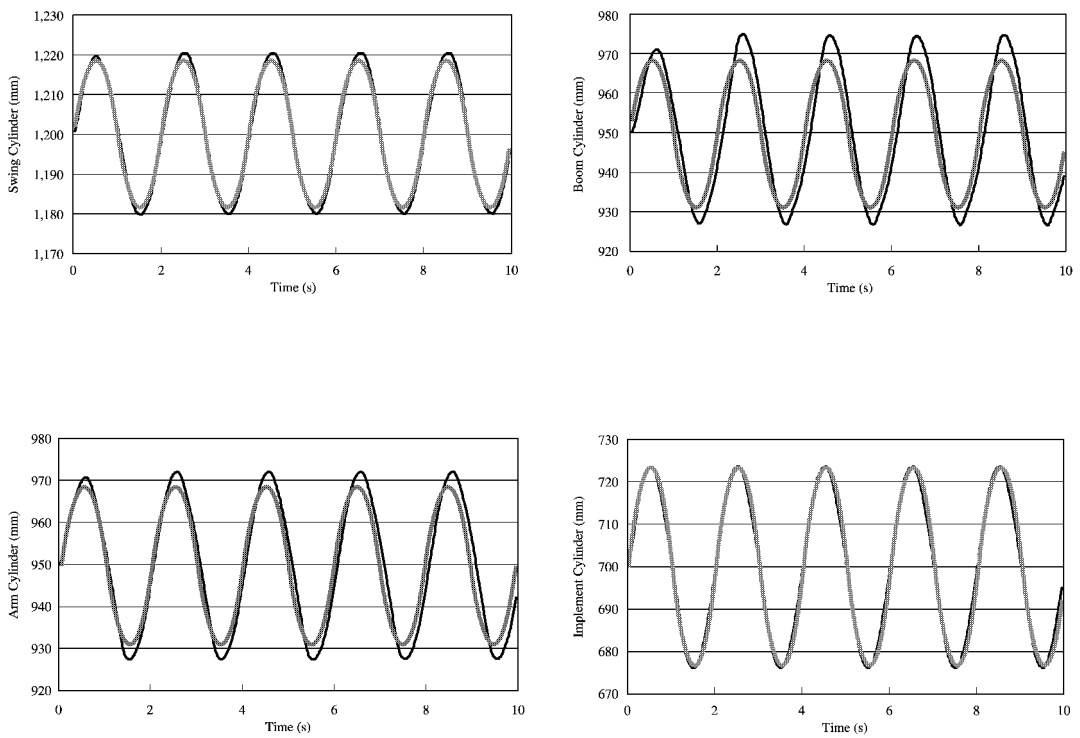 1,230
1,220
1,210
1,200
1,190
1,180
1,170
Swing Cylinder (mm)
0 2 4 6 8 10
Time (s)
980
970
960
950
940
930
920
Boom Cylinder (mm)
0 2 4 6 8 10
Time (s)
980
970
960
950
940
930
920
Arm Cylinder (mm)
0 2 4 6 8 10
Time (s)
730
720
710
700
690
680
670
Implement Cylinder (mm)
0 2 4 6 8 10
Time (s)